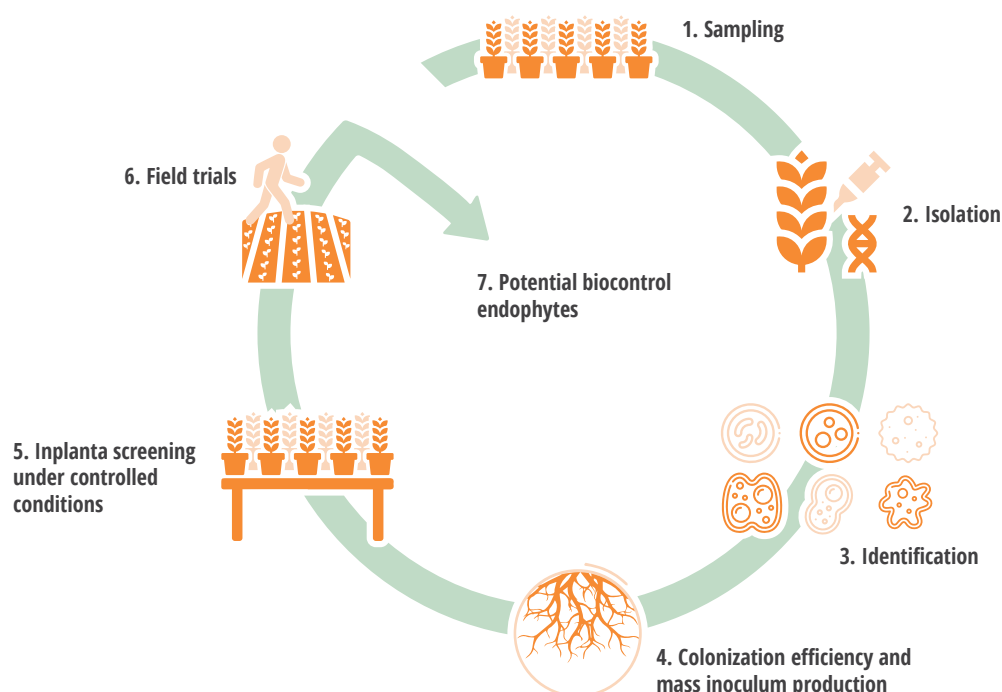 1. Sampling
2. Isolation
3. Identification
4. Colonization efficiency and
mass inoculum production
5. Inplanta screening
under controlled
conditions
6. Field trials
7. Potential biocontrol
endophytes